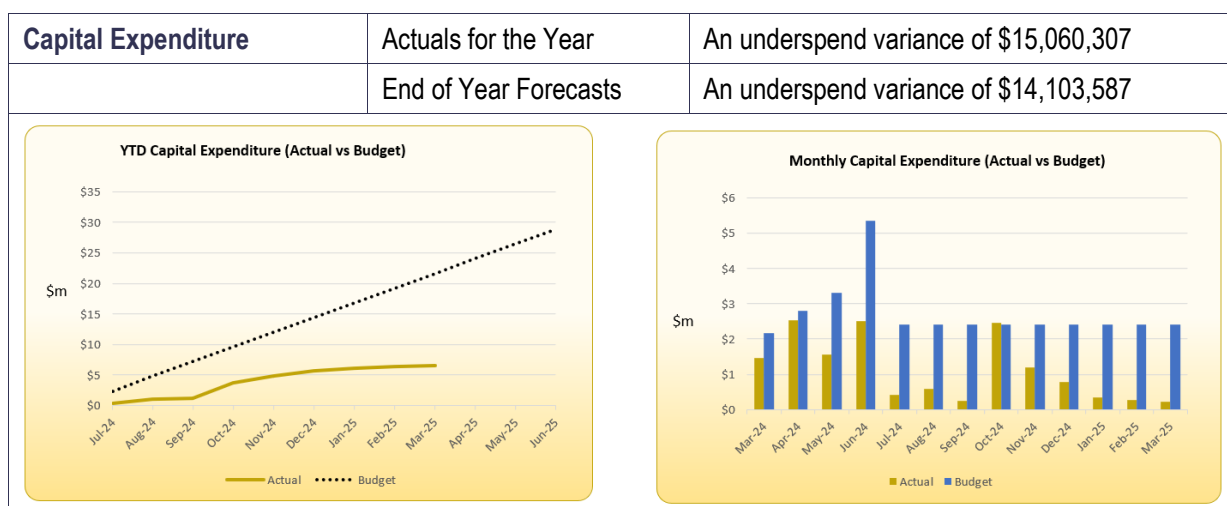 Capital Expenditure Actuals for the Year An underspend variance of $15,060,307
End of Year Forecasts An underspend variance of $14,103,587
YTD Capital Expenditure (Actual vs Budget)
$35
$30
$25
$20
$m
$15
$10
$5
$0
Jul-24 Aug-24 Sep-24 Oct-24 Nov-24 Dec-24 Jan-25 Feb-25 Mar-25 Apr-25 May-25 Jun-25
Actual Budget
Monthly Capital Expenditure (Actual vs Budget)
$6
$5
$4
$3
$m
$2
$1
$0
Mar-24 Apr-24 May-24 Jun-24 Jul-24 Aug-24 Sep-24 Oct-24 Nov-24 Dec-24 Jan-25 Feb-25 Mar-25
Actual Budget